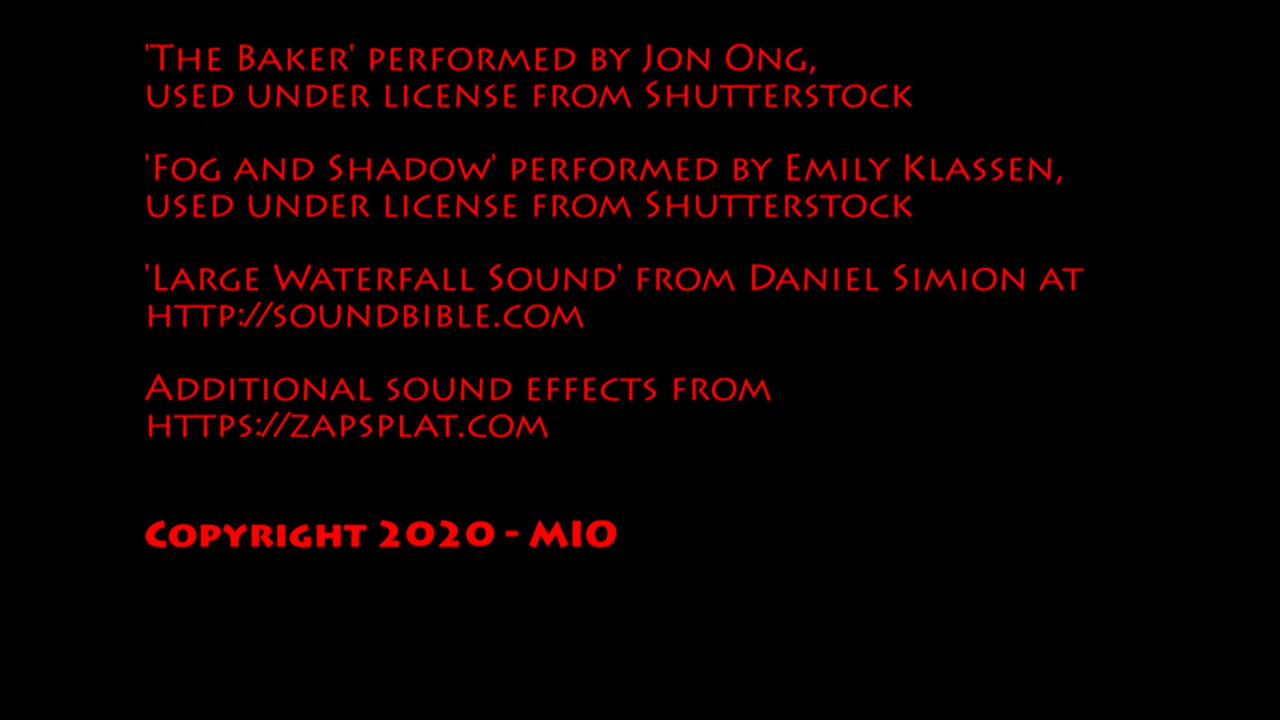 'The Baker' performed by Jon Ong,
used under license from Shutterstock
'Fog and Shadow' performed by Emily Klassen,
used under license from Shutterstock
'Large Waterfall Sound' from Daniel Simion at
http://soundbible.com
Additional sound effects from
https://zapsplat.com
Copyright 2020 - MIO